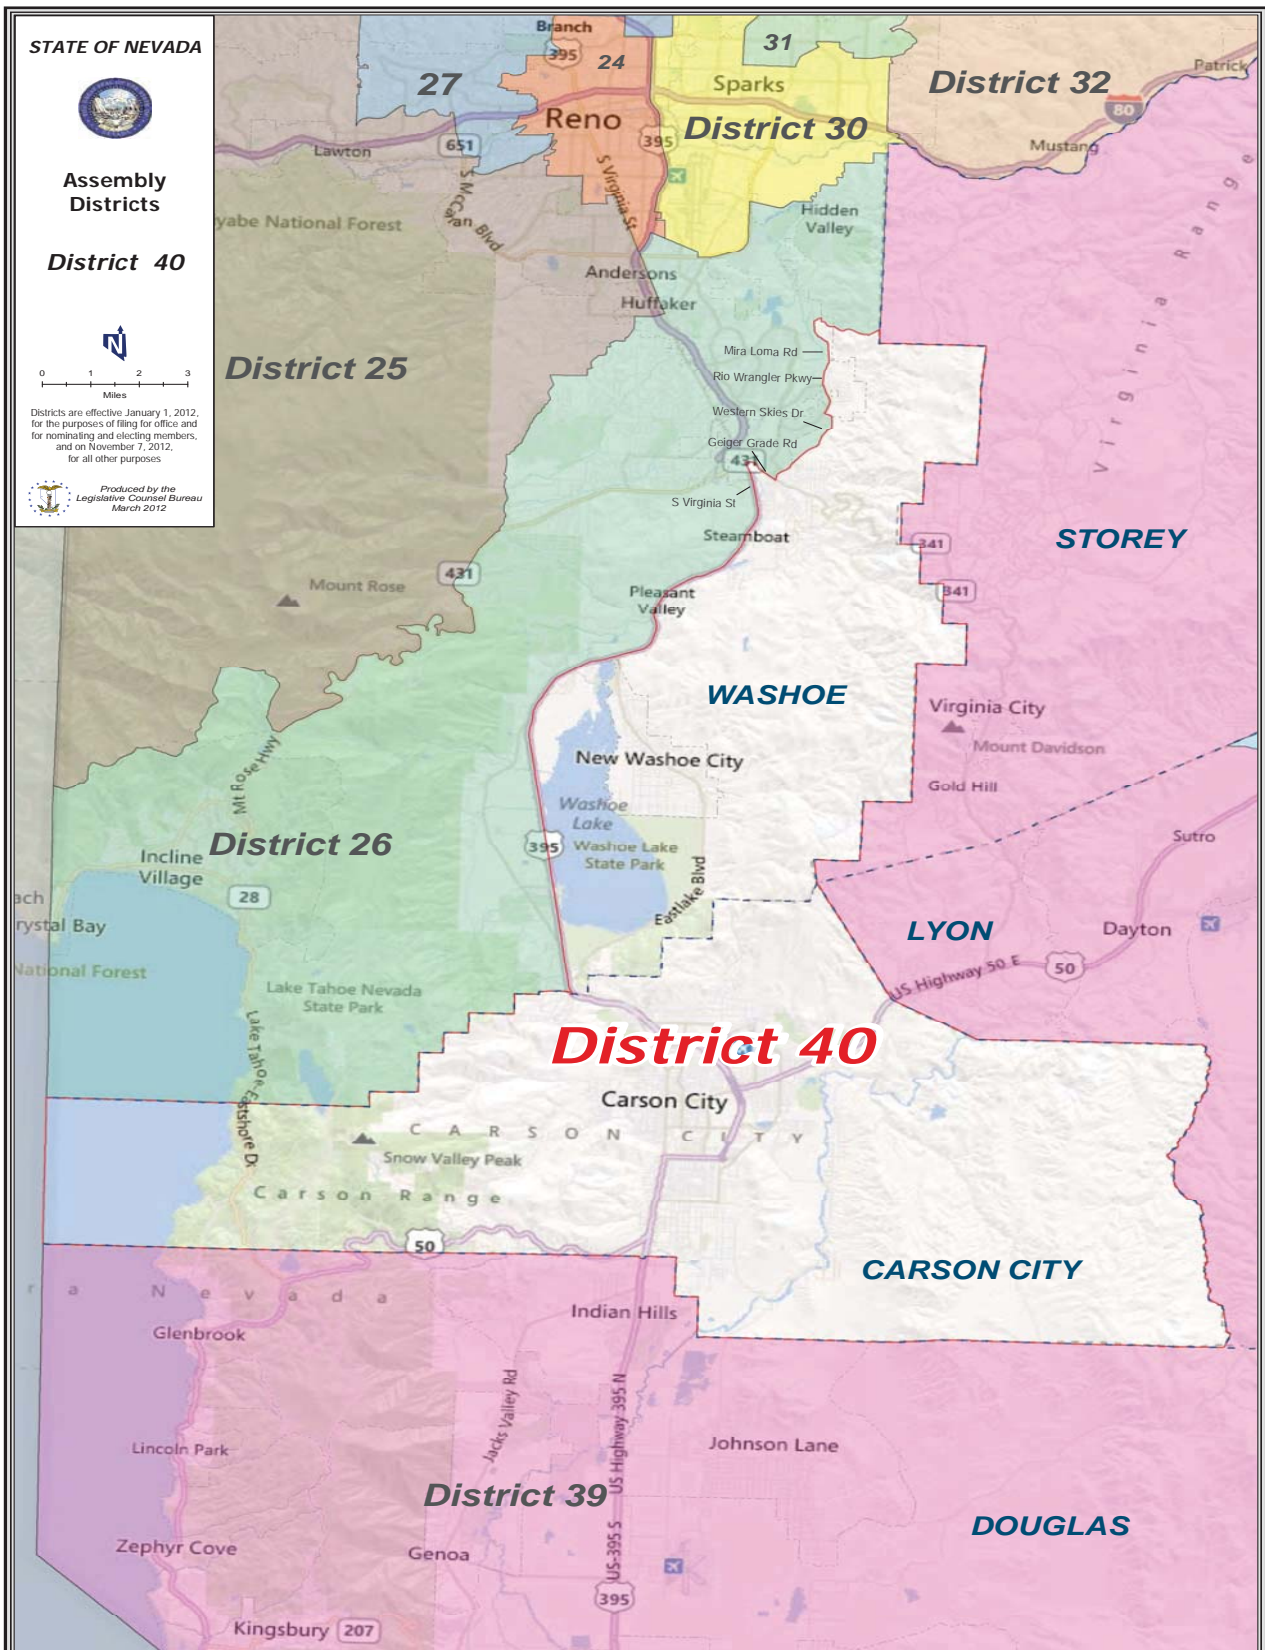 STATE OF NEVADA
Assembly
Districts
District 40
N
0 1 2 3
Miles
Districts are effective January 1, 2012,
for the purposes of filing for office and
for nominating and electing members,
and on November 7, 2012,
for all other purposes
Produced by the
Legislative Counsel Bureau
March 2012
Branch
395
24
31
27
Sparks
District 32
Patrick
80
Reno
District 30
395
Mustang
Lawton
651
S McCarran Blvd
S Virginia St
yabe National Forest
Hidden
Valley
Virginia Range
Andersons
Huffaker
District 25
Mira Loma Rd
Rio Wrangler Pkwy
Western Skies Dr
Geiger Grade Rd
431
S Virginia St
Steamboat
341
STOREY
431
Mount Rose
341
Pleasant
Valley
WASHOE
Virginia City
Mount Davidson
Mt Rose Hwy
New Washoe City
Gold Hill
Washoe
Lake
Sutro
District 26
395
Washoe Lake
State Park
Incline
Village
28
Eastlake Blvd
ach
rystal Bay
LYON
Dayton
National Forest
US Highway 50 E
50
Lake Tahoe Nevada
State Park
Lake Tahoe-Eastshore Dr
District 40
Carson City
CARSON CITY
Snow Valley Peak
Carson Range
50
CARSON CITY
ra Nevada
Indian Hills
Glenbrook
Jacks Valley Rd
US Highway 395 N
Lincoln Park
Johnson Lane
District 39
DOUGLAS
US-395 S
Zephyr Cove
Genoa
395
Kingsbury
207